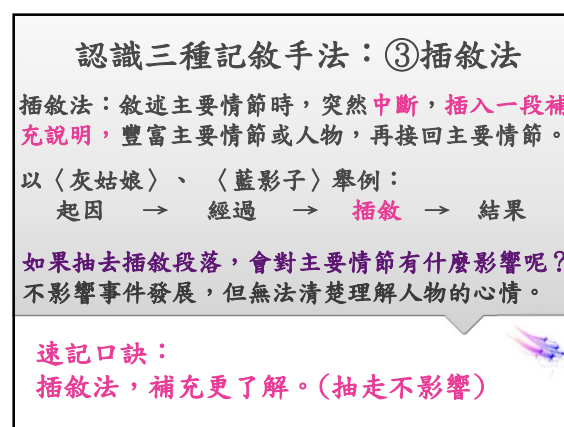 認識三種記敘手法：③插敘法
插敘法：敘述主要情節時，突然中斷，插入一段補
充說明，豐富主要情節或人物，再接回主要情節。
以〈灰姑娘〉、〈藍影子〉舉例：
起因 → 經過 → 插敘 → 結果
如果抽去插敘段落，會對主要情節有什麼影響呢？
不影響事件發展，但無法清楚理解人物的心情。
速記口訣：
插敘法，補充更了解。(抽走不影響)